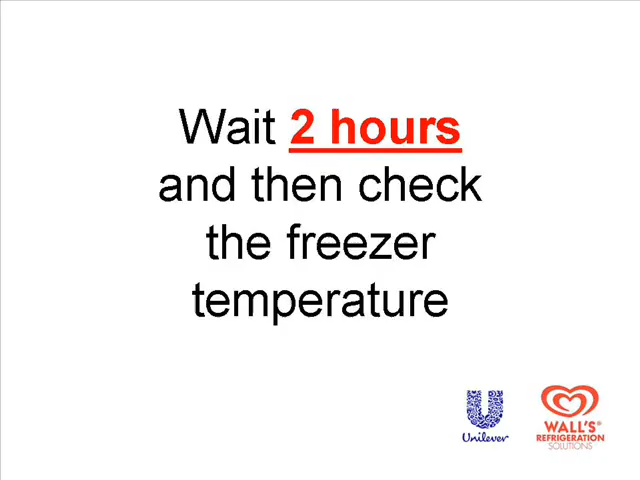 Wait 2 hours
and then check
the freezer
temperature
Unilever
WALL'S®
REFRIGERATION
SOLUTIONS